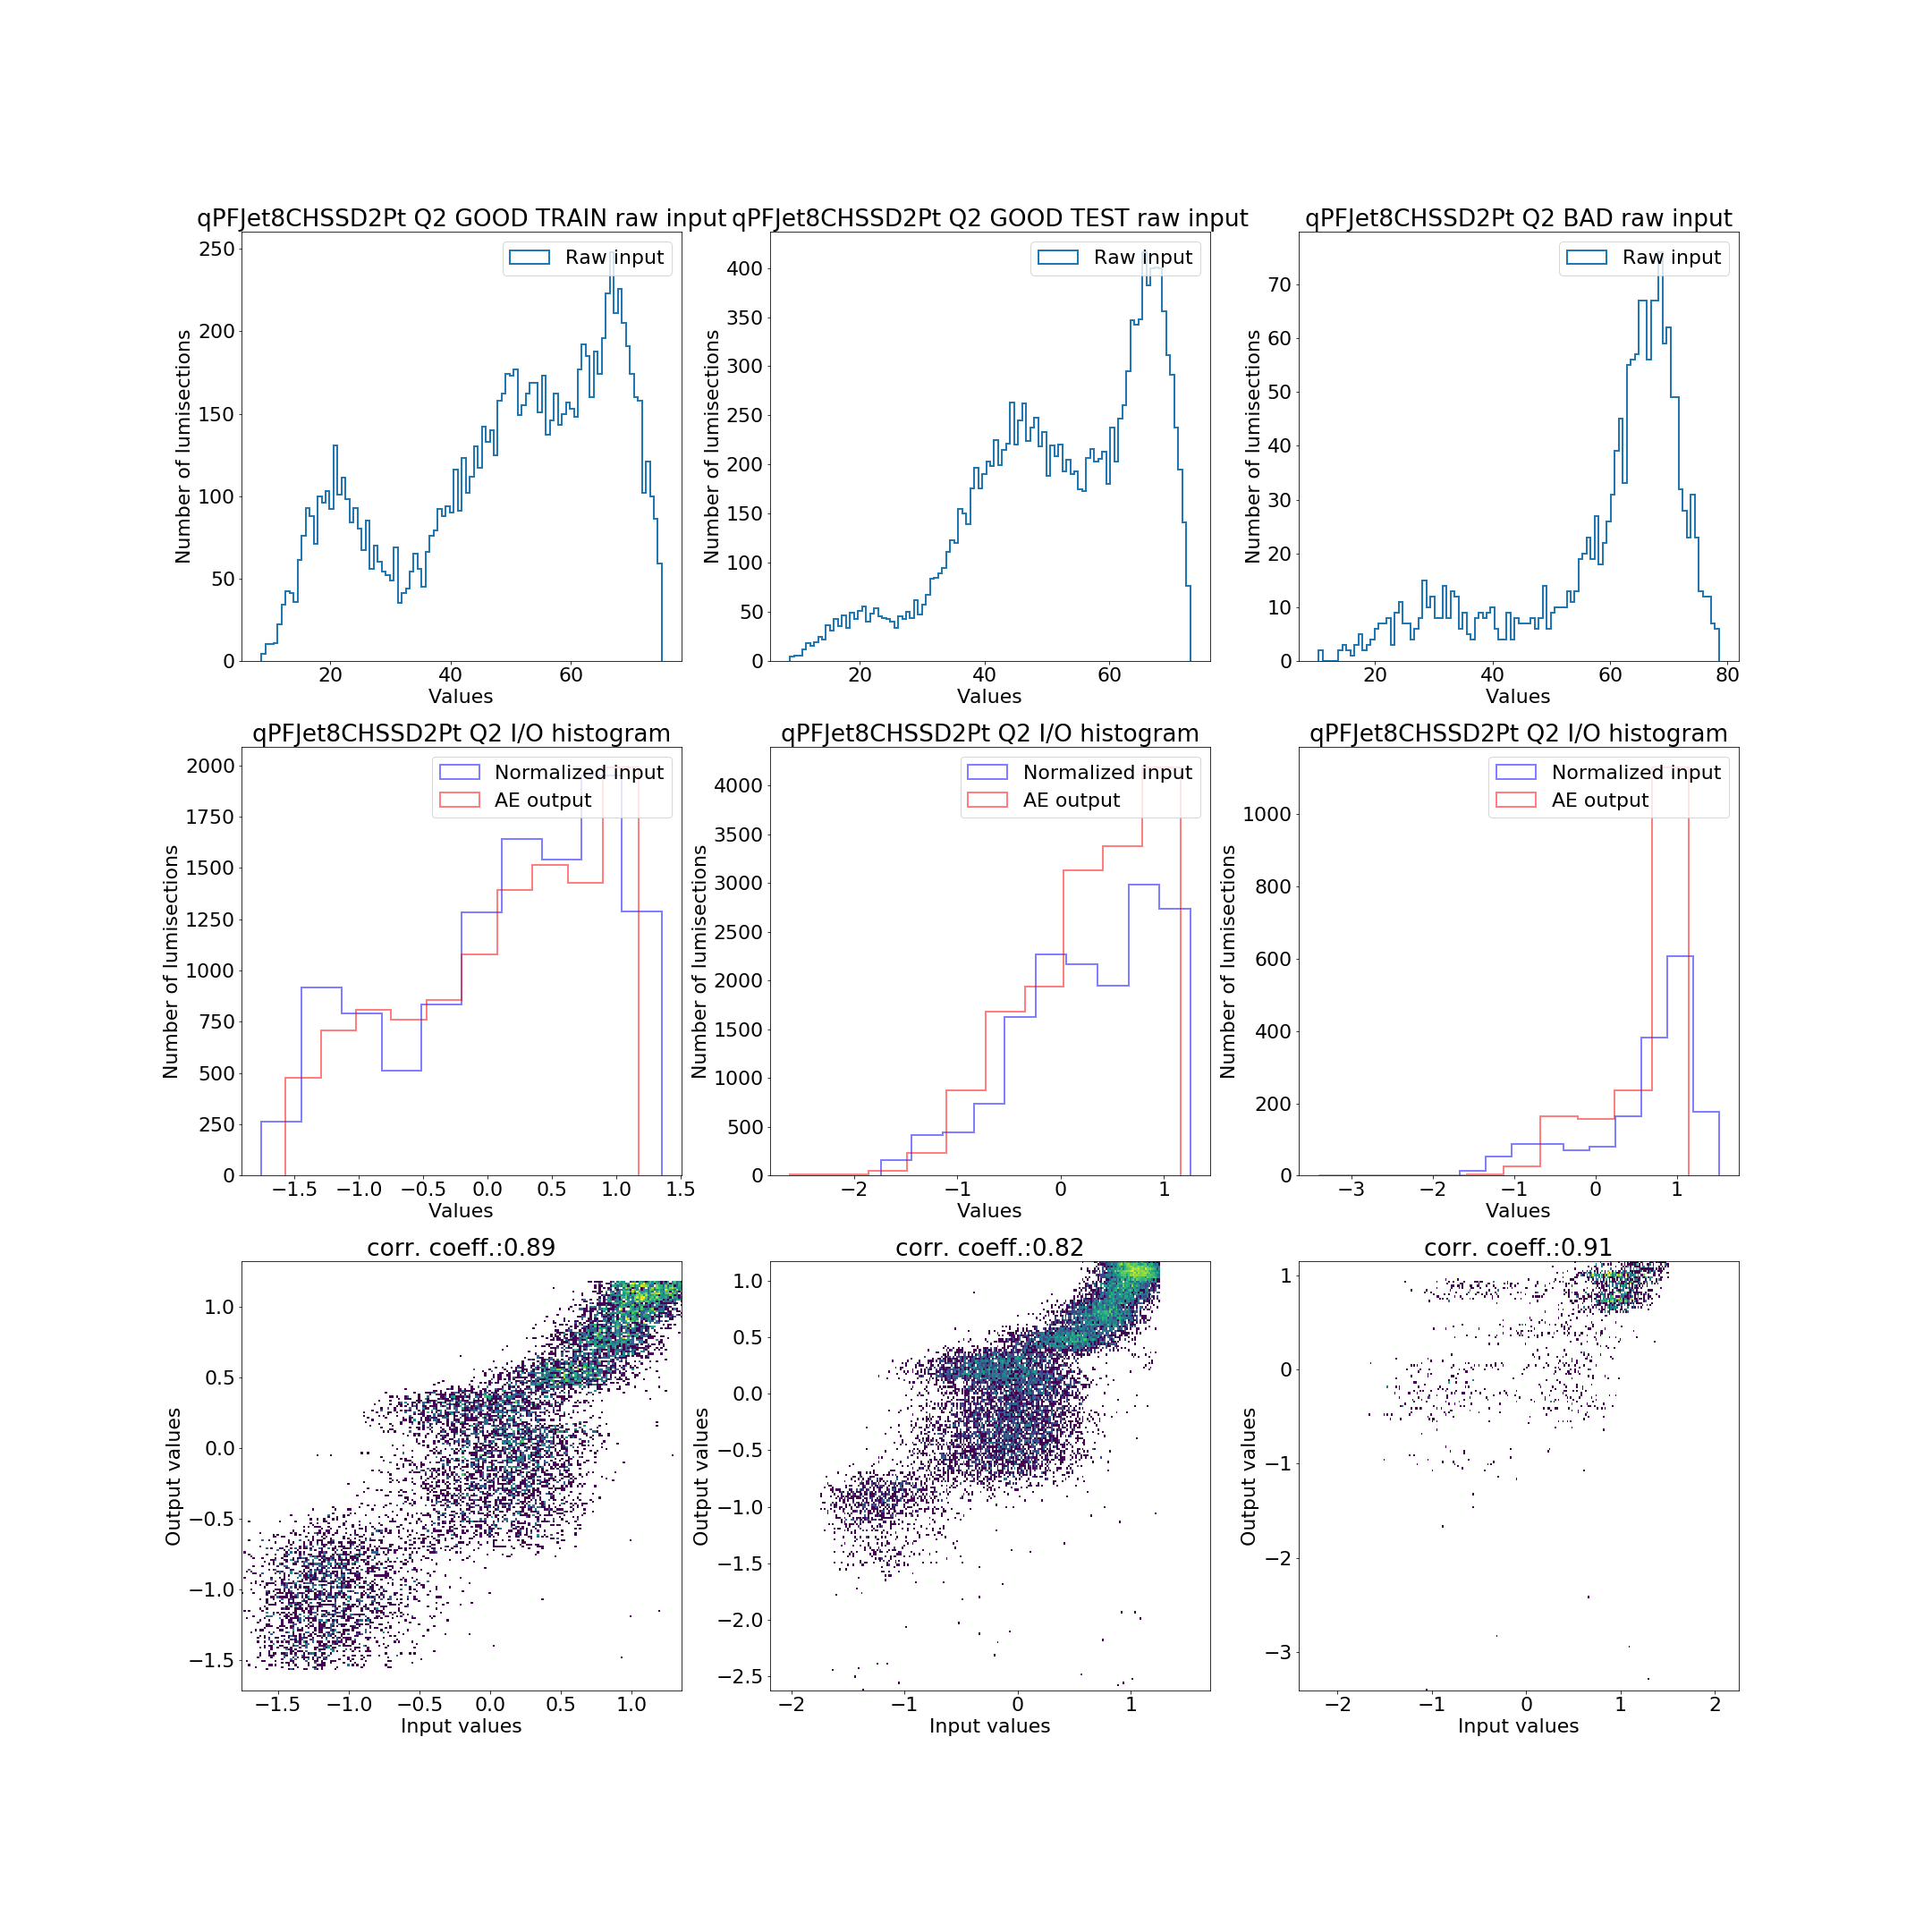 qPFJet8CHSSD2Pt Q2 GOOD TRAIN raw input
qPFJet8CHSSD2Pt Q2 GOOD TEST raw input
qPFJet8CHSSD2Pt Q2 BAD raw input
Number of lumisections
250
200
150
100
50
0
Raw input
20
40
60
Values
Number of lumisections
400
350
300
250
200
150
100
50
0
Raw input
20
40
60
Values
Number of lumisections
70
60
50
40
30
20
10
0
Raw input
20
40
60
80
Values
qPFJet8CHSSD2Pt Q2 I/O histogram
Number of lumisections
2000
1750
1500
1250
1000
750
500
250
0
Normalized input
AE output
−1.5
−1.0
−0.5
0.0
0.5
1.0
1.5
Values
qPFJet8CHSSD2Pt Q2 I/O histogram
Number of lumisections
4000
3500
3000
2500
2000
1500
1000
500
0
Normalized input
AE output
−2
−1
0
1
Values
qPFJet8CHSSD2Pt Q2 I/O histogram
Number of lumisections
1000
800
600
400
200
0
Normalized input
AE output
−3
−2
−1
0
1
Values
corr. coeff.:0.89
Output values
1.0
0.5
0.0
−0.5
−1.0
−1.5
−1.5
−1.0
−0.5
0.0
0.5
1.0
Input values
corr. coeff.:0.82
Output values
1.0
0.5
0.0
−0.5
−1.0
−1.5
−2.0
−2.5
−2
−1
0
1
Input values
corr. coeff.:0.91
Output values
1
0
−1
−2
−3
−2
−1
0
1
2
Input values